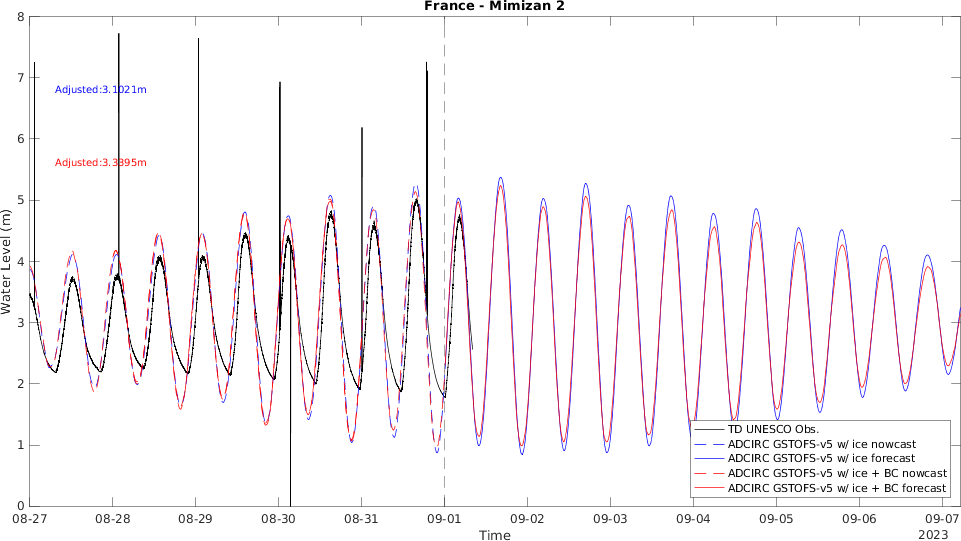 France - Mimizan 2
8
7
6
5
4
3
2
1
0
Water Level (m)
Adjusted:3.1021m
Adjusted:3.3395m
TD UNESCO Obs.
ADCIRC GSTOFS-v5 w/ ice nowcast
ADCIRC GSTOFS-v5 w/ ice forecast
ADCIRC GSTOFS-v5 w/ ice + BC nowcast
ADCIRC GSTOFS-v5 w/ ice + BC forecast
08-27 08-28 08-29 08-30 08-31 09-01 09-02 09-03 09-04 09-05 09-06 09-07
Time
2023